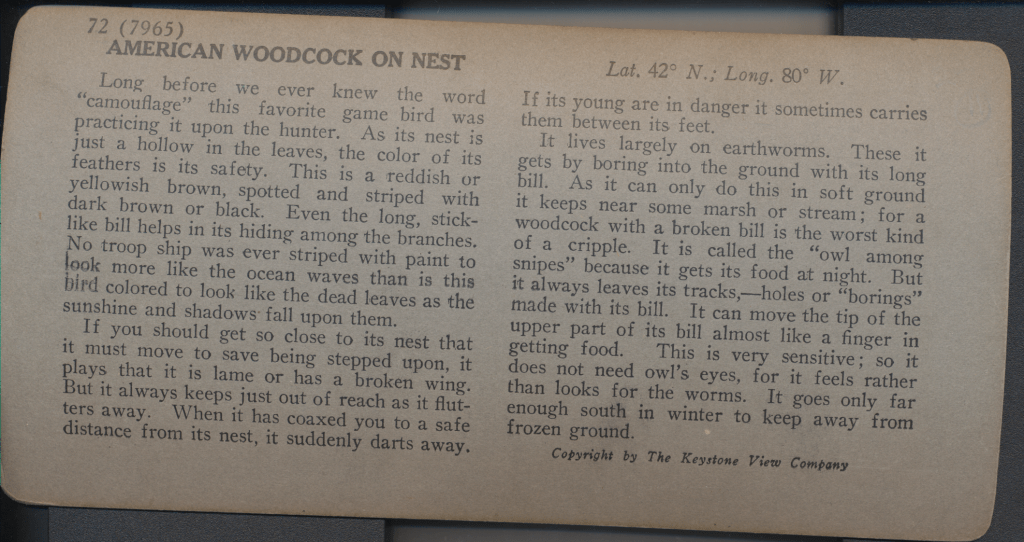 72 (7965)
AMERICAN WOODCOCK ON NEST
Lat. 42° N.; Long. 80° W.
Long before we ever knew the word
"camouflage" this favorite game bird was
practicing it upon the hunter. As its nest is
just a hollow in the leaves, the color of its
feathers is its safety. This is a reddish or
yellowish brown, spotted and striped with
dark brown or black. Even the long, stick-
like bill helps in its hiding among the branches.
No troop ship was ever striped with paint to
look more like the ocean waves than is this
bird colored to look like the dead leaves as the
sunshine and shadows fall upon them.
If you should get so close to its nest that
it must move to save being stepped upon, it
plays that it is lame or has a broken wing.
But it always keeps just out of reach as it flut-
ters away. When it has coaxed you to a safe
distance from its nest, it suddenly darts away.
If its young are in danger it sometimes carries
them between its feet.
It lives largely on earthworms. These it
gets by boring into the ground with its long
bill. As it can only do this in soft ground
it keeps near some marsh or stream; for a
woodcock with a broken bill is the worst kind
of a cripple. It is called the "owl among
snipes" because it gets its food at night. But
it always leaves its tracks,—holes or "borings"
made with its bill. It can move the tip of the
upper part of its bill almost like a finger in
getting food. This is very sensitive; so it
does not need owl's eyes, for it feels rather
than looks for the worms. It goes only far
enough south in winter to keep away from
frozen ground.
Copyright by The Keystone View Company